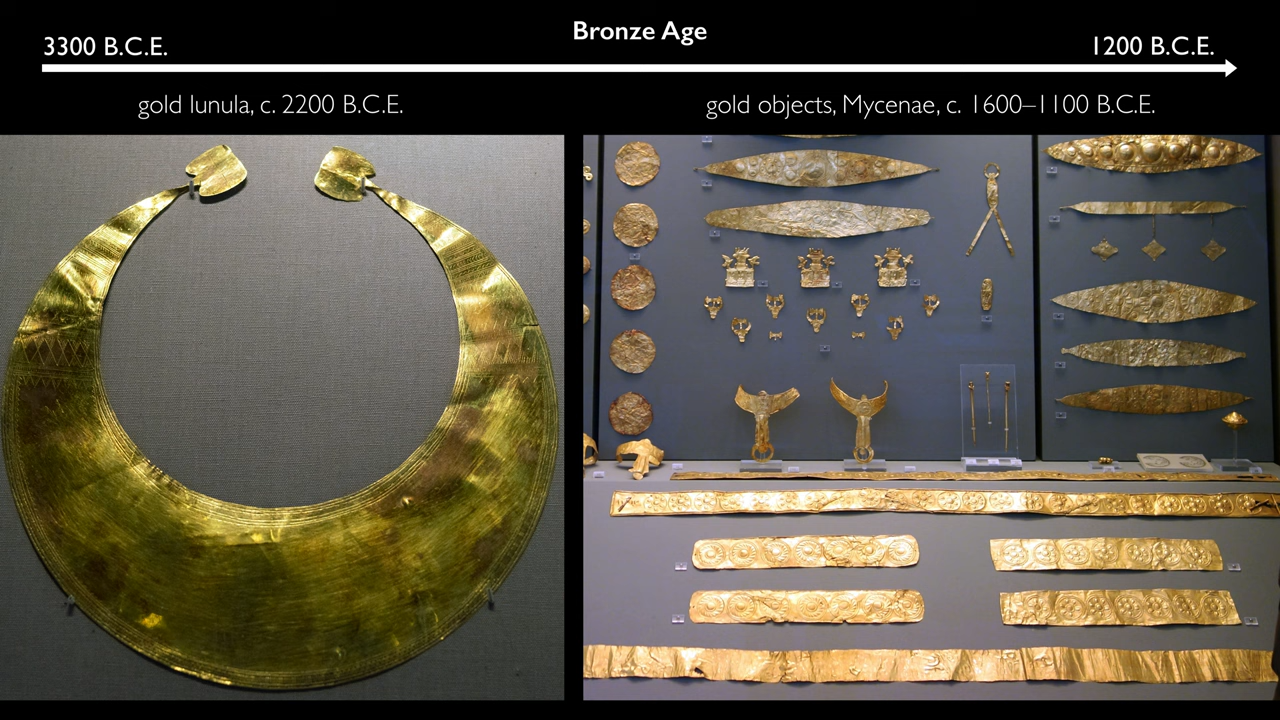 Bronze Age
3300 B.C.E.
1200 B.C.E.
gold lunula, c. 2200 B.C.E.
gold objects, Mycenae, c. 1600–1100 B.C.E.